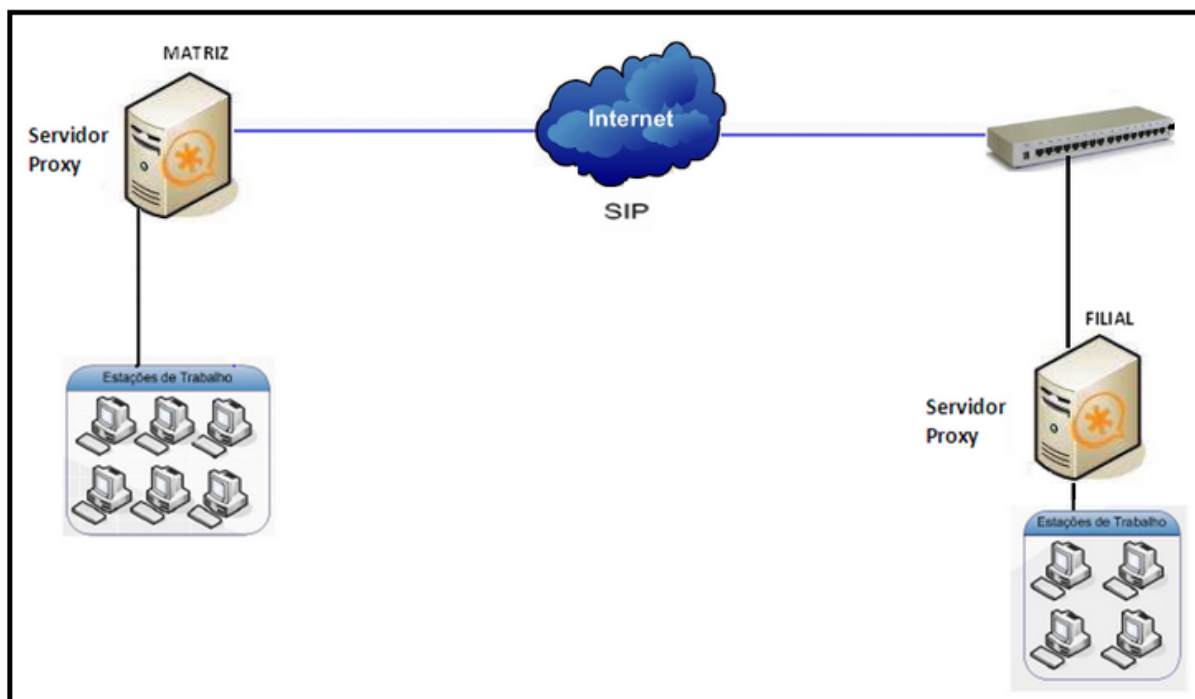 MATRIZ
Servidor
Proxy
Internet
SIP
Estações de Trabalho
FILIAL
Servidor
Proxy
Estações de Trabalho